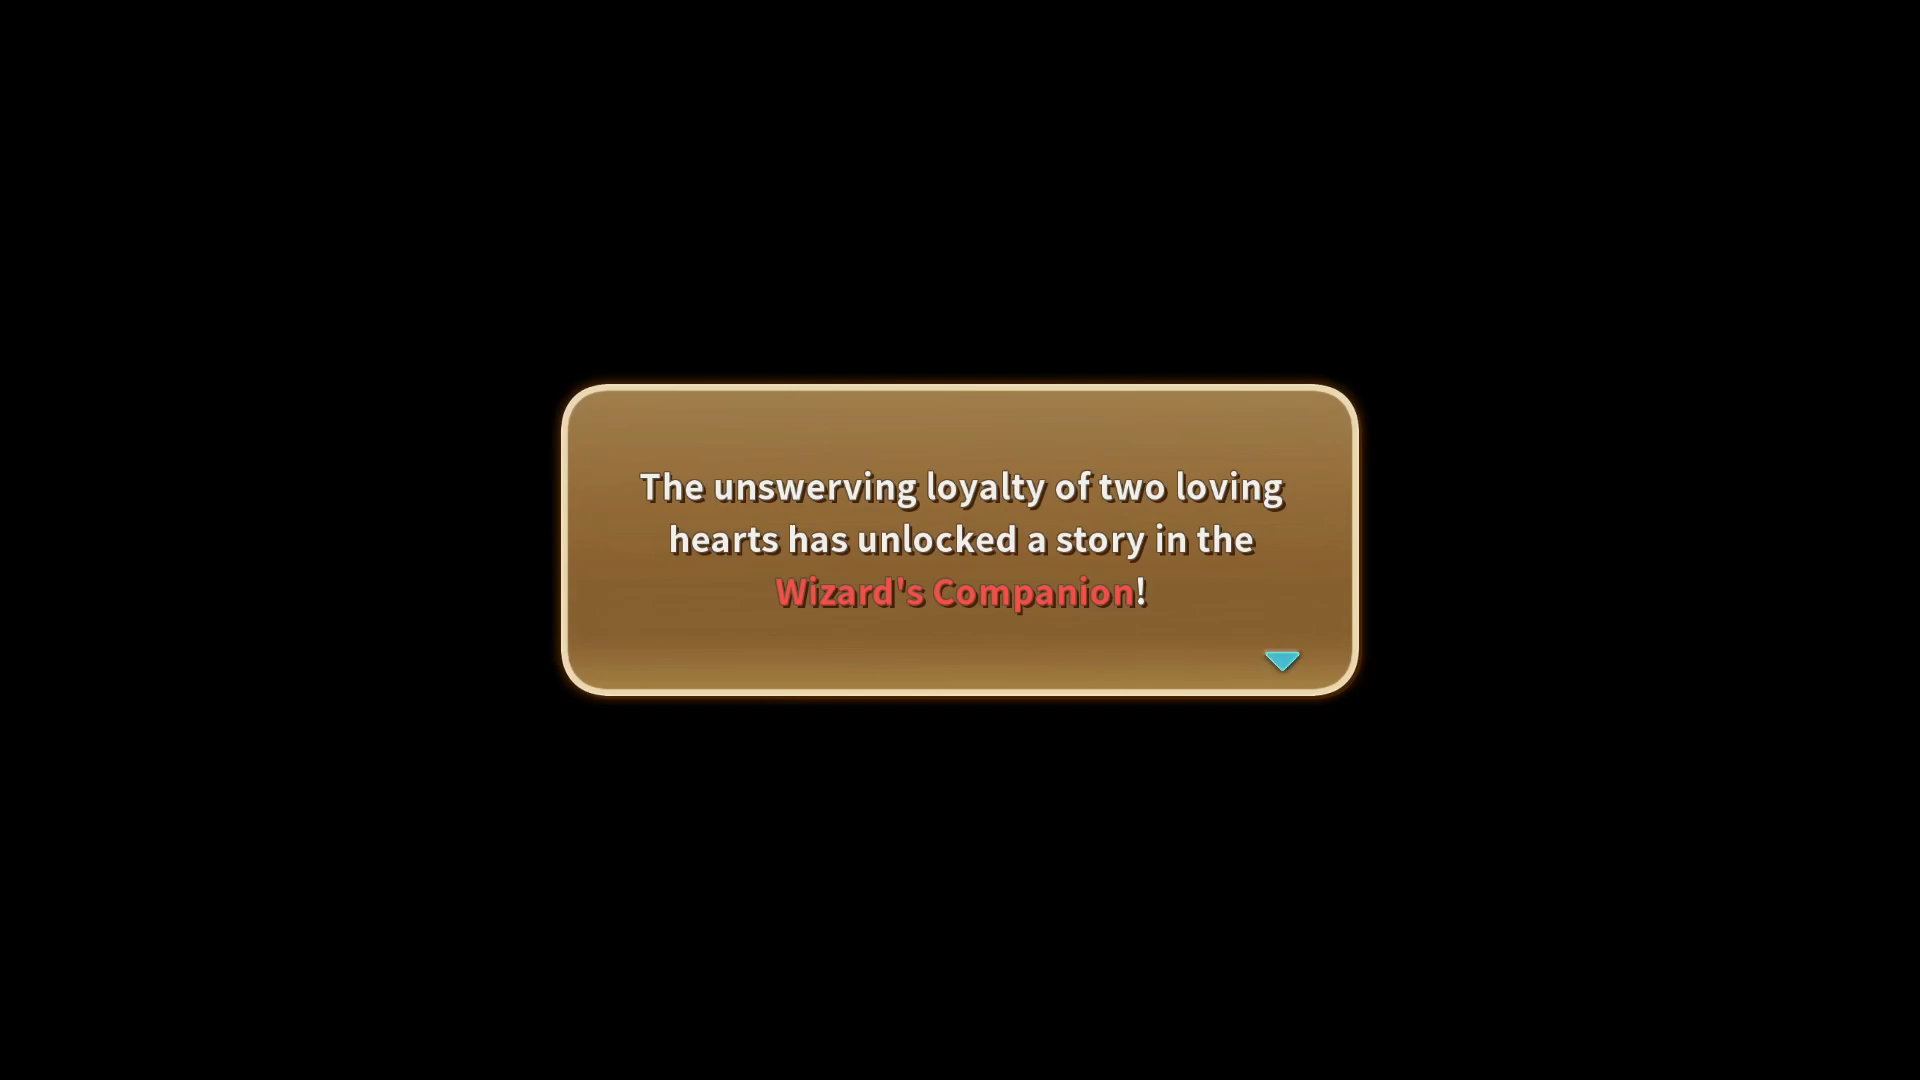 The unswerving loyalty of two loving
hearts has unlocked a story in the
Wizard's Companion!